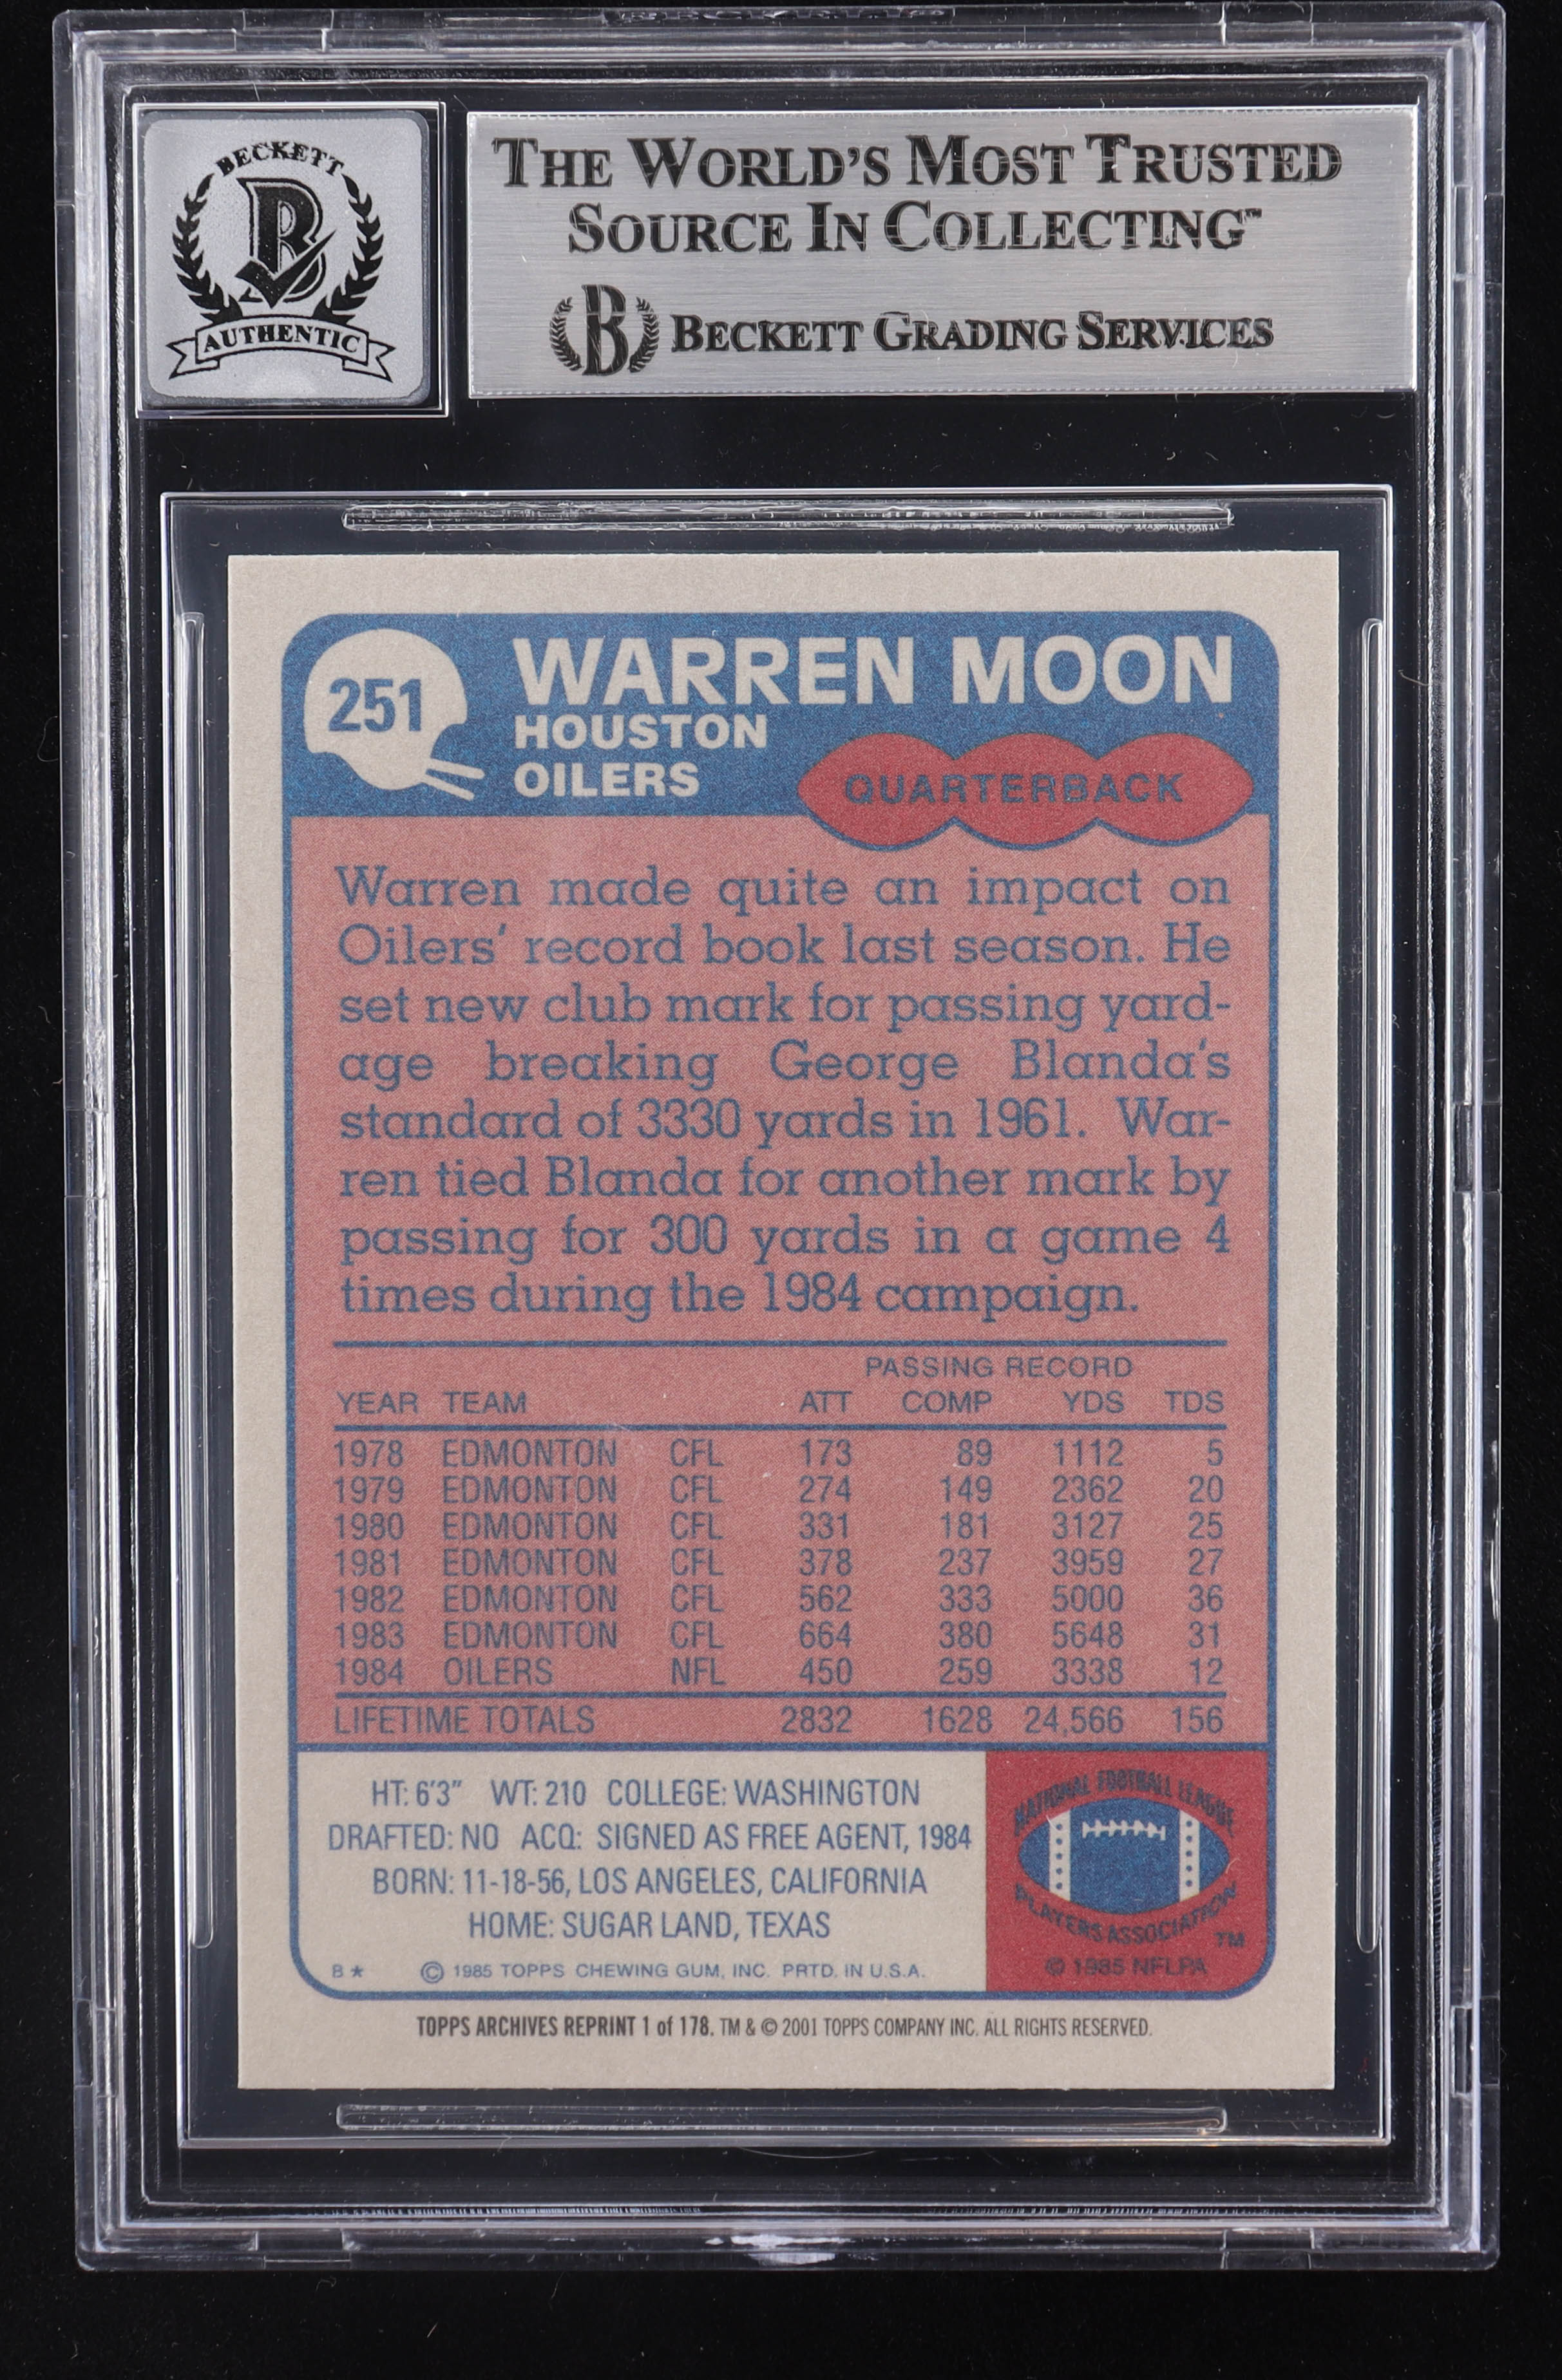 BECKETT
AUTHENTIC
THE WORLD'S MOST TRUSTED
SOURCE IN COLLECTING™
BECKETT GRADING SERVICES
251
WARREN MOON
HOUSTON
OILERS
QUARTERBACK
Warren made quite an impact on
Oilers' record book last season. He
set new club mark for passing yard-
age breaking George Blanda's
standard of 3330 yards in 1961. War-
ren tied Blanda for another mark by
passing for 300 yards in a game 4
times during the 1984 campaign.
PASSING RECORD
YEAR TEAM ATT COMP YDS TDS
1978 EDMONTON CFL 173 89 1112 5
1979 EDMONTON CFL 274 149 2362 20
1980 EDMONTON CFL 331 181 3127 25
1981 EDMONTON CFL 378 237 3959 27
1982 EDMONTON CFL 562 333 5000 36
1983 EDMONTON CFL 664 380 5648 31
1984 OILERS NFL 450 259 3338 12
LIFETIME TOTALS 2832 1628 24,566 156
HT: 6'3" WT: 210 COLLEGE: WASHINGTON
DRAFTED: NO ACQ: SIGNED AS FREE AGENT, 1984
BORN: 11-18-56, LOS ANGELES, CALIFORNIA
HOME: SUGAR LAND, TEXAS
B★ © 1985 TOPPS CHEWING GUM, INC. PRTD. IN U.S.A.
NATIONAL FOOTBALL LEAGUE
PLAYERS ASSOCIATION
TM
© 1985 NFLPA
TOPPS ARCHIVES REPRINT 1 of 178. TM & © 2001 TOPPS COMPANY INC. ALL RIGHTS RESERVED.